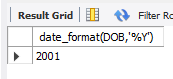 Result Grid Filter Ro
date_format(DOB,'%Y')
2001